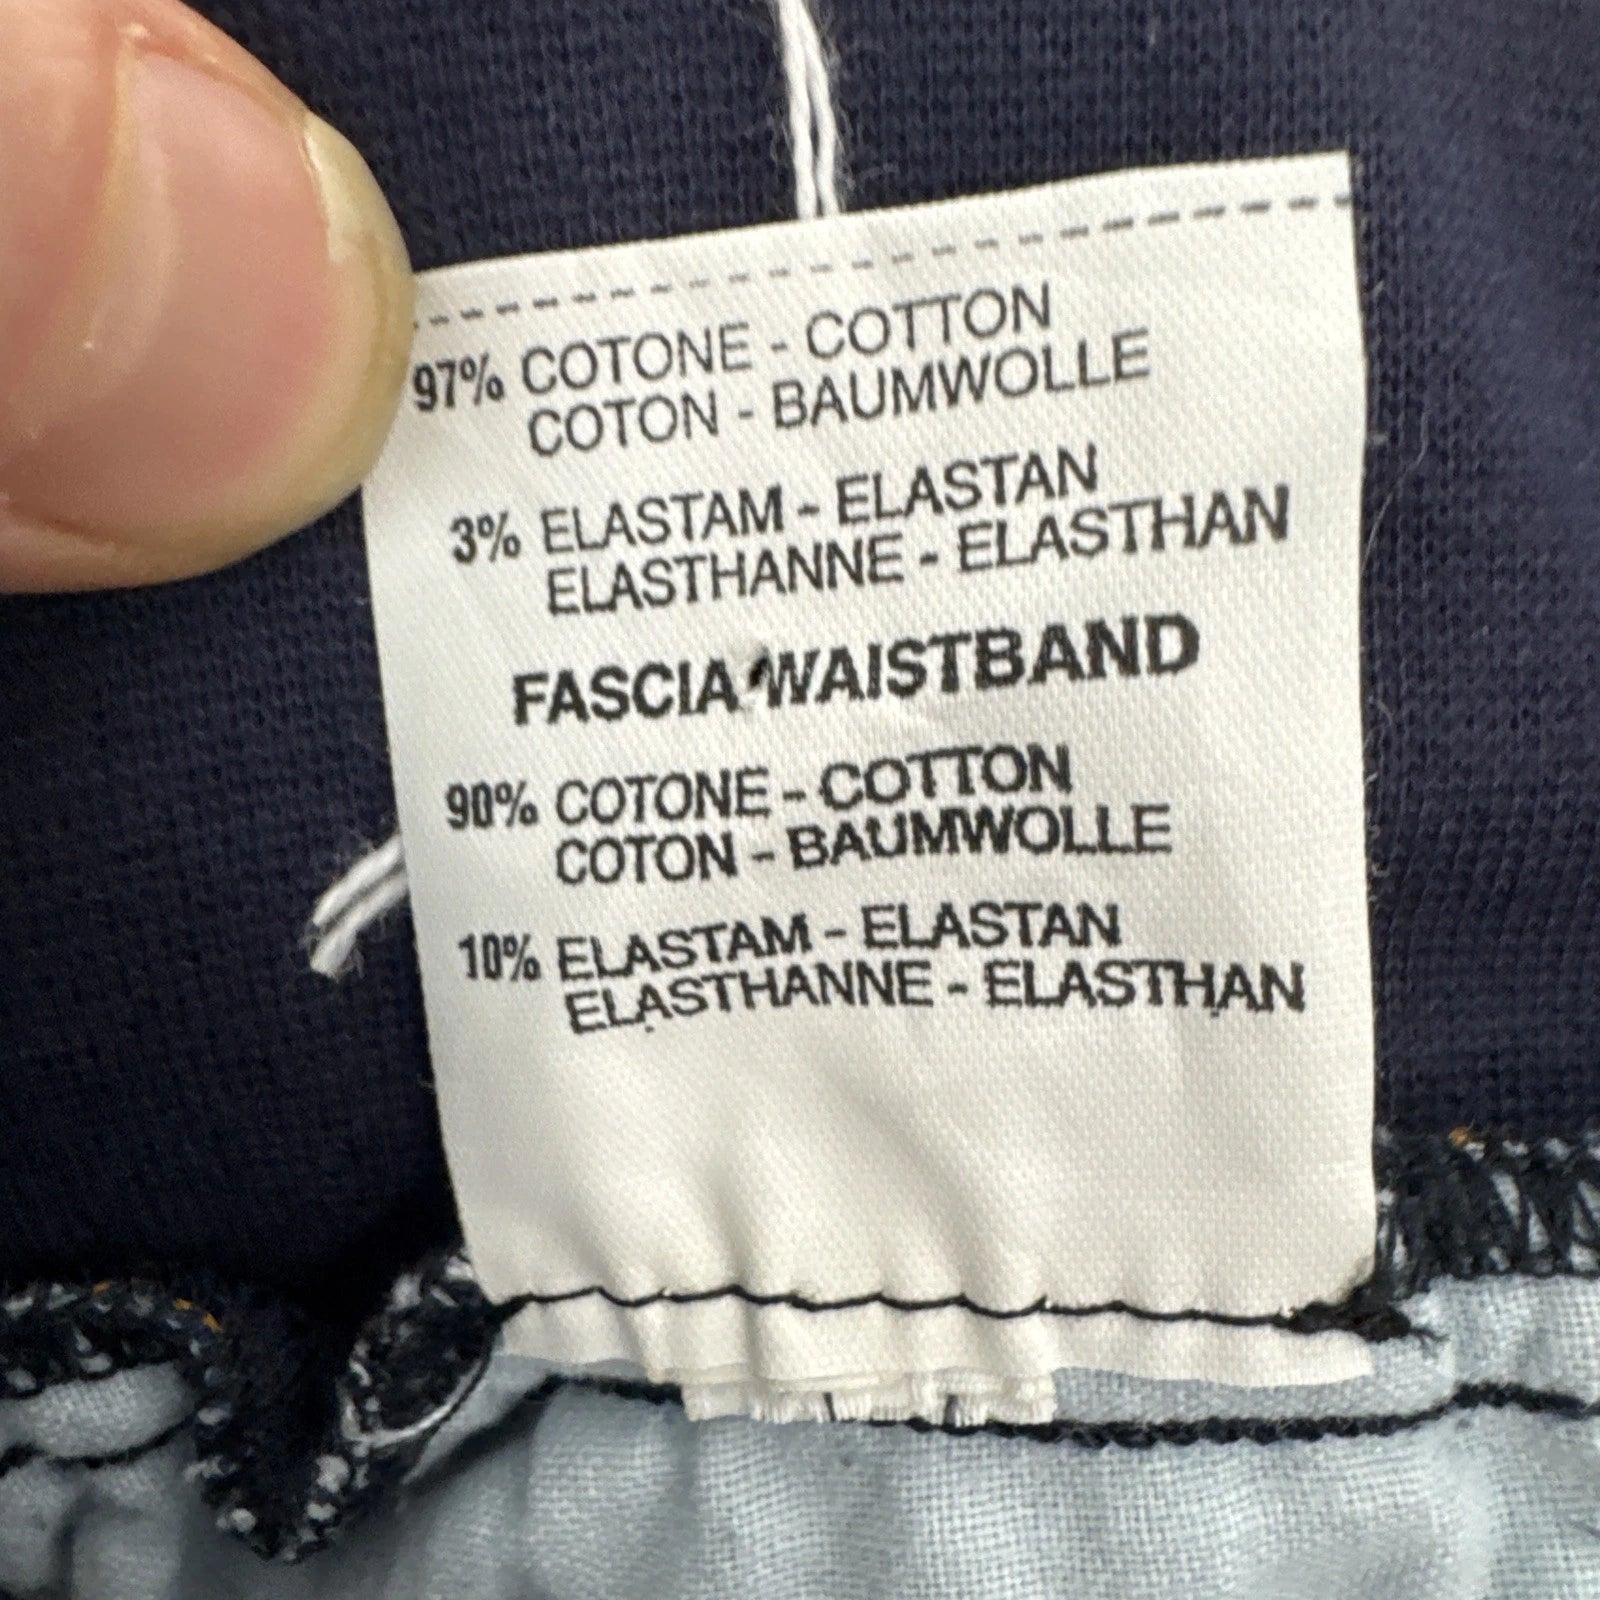 97% COTONE - COTTON
COTON - BAUMWOLLE
3% ELASTAM - ELASTAN
ELASTHANNE - ELASTHAN
FASCIA WAISTBAND
90% COTONE - COTTON
COTON - BAUMWOLLE
10% ELASTAM - ELASTAN
ELASTHANNE - ELASTHAN